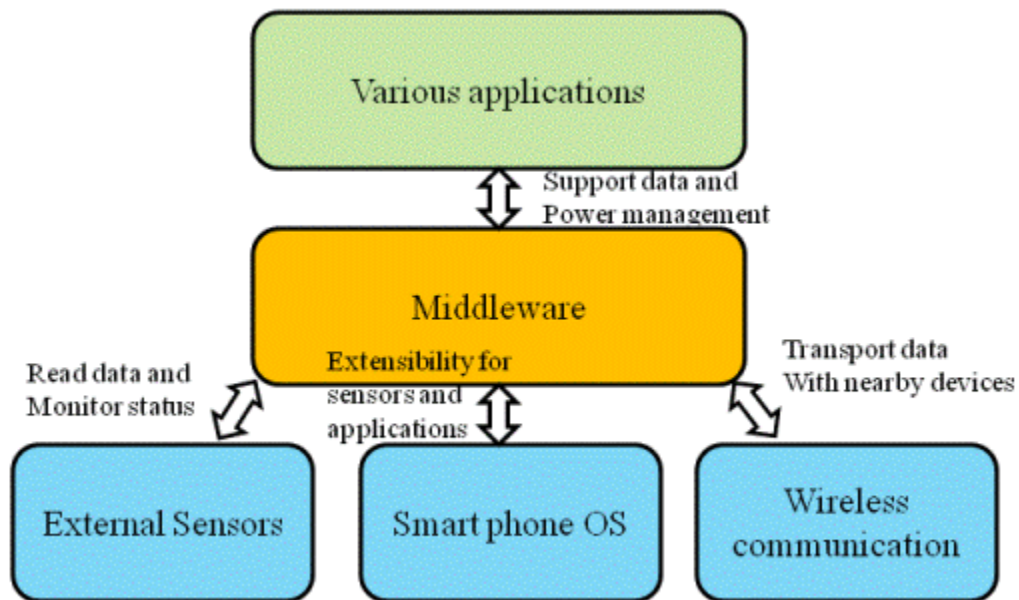 Various applications
Support data and
Power management
Middleware
Extensibility for
sensors and
applications
Read data and
Monitor status
Transport data
With nearby devices
External Sensors
Smart phone OS
Wireless
communication